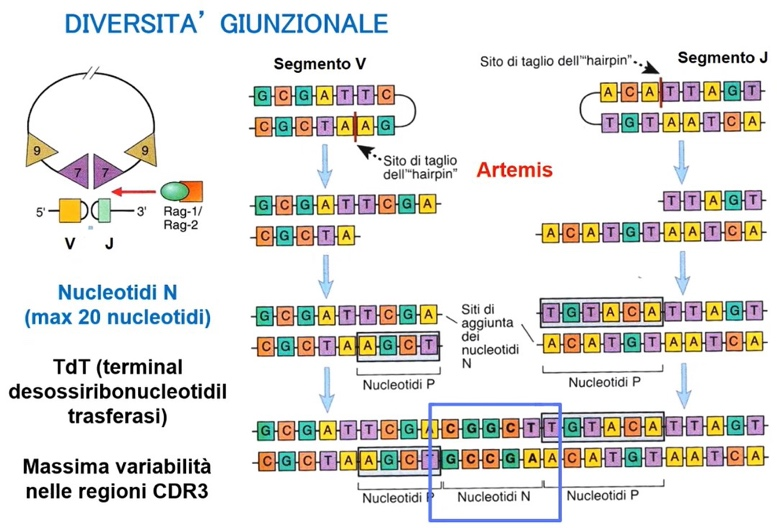 DIVERSITA' GIUNZIONALE
Segmento V
Sito di taglio dell'"hairpin"
Segmento J
G C G A T T C
C G C T A A G
A C A T T A G T
T G T A A T C A
Sito di taglio
dell'"hairpin"
Artemis
9
7
7
9
5'
3'
V
J
Rag-1/
Rag-2
G C G A T T C G A
C G C T A
T T A G T
A C A T G T A A T C A
Nucleotidi N
(max 20 nucleotidi)
TdT (terminal
desossiribonucleotidil
trasferasi)
Massima variabilità
nelle regioni CDR3
G C G A T T C G A
C G C T A A G C T
Nucleotidi P
Siti di
aggiunta
dei
nucleotidi
N
T G T A C A T T A G T
A C A T G T A A T C A
Nucleotidi P
G C G A T T C G A C G G C T T G T A C A T T A G T
C G C T A A G C T G C C G A A C A T G T A A T C A
Nucleotidi P
Nucleotidi N
Nucleotidi P